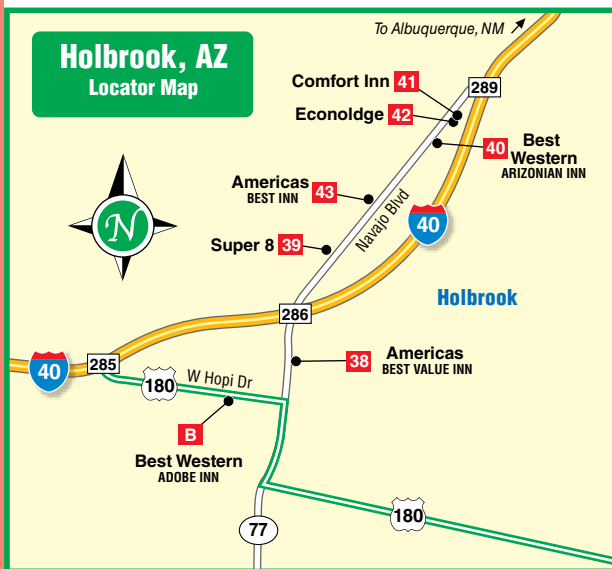 Holbrook, AZ
Locator Map
To Albuquerque, NM
Comfort Inn 41
289
Econoldge 42
40 Best
Western
ARIZONIAN INN
Americas 43
BEST INN
N
Navajo Blvd
40
Super 8 39
Holbrook
286
38 Americas
BEST VALUE INN
285
40
180
W Hopi Dr
B
Best Western
ADOBE INN
180
77